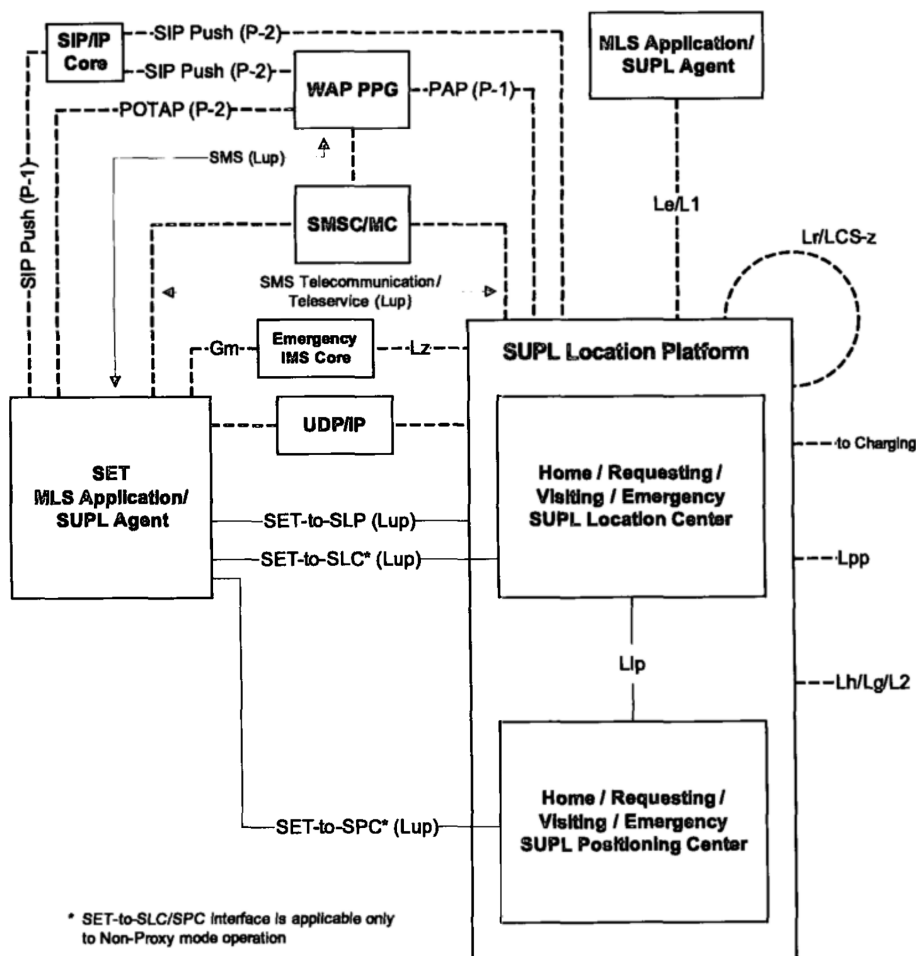 SIP/IP
Core
SIP Push (P-2)
SIP Push (P-2)
WAP PPG
PAP (P-1)
MLS Application/
SUPL Agent
POTAP (P-2)
SMS (Lup)
SIP Push (P-1)
SMSC/MC
Le/L1
Lr/LCS-z
SMS Telecommunication/
Teleservice (Lup)
Gm
Emergency
IMS Core
Lz
SUPL Location Platform
UDP/IP
to Charging
SET
MLS Application/
SUPL Agent
Home / Requesting /
Visiting / Emergency
SUPL Location Center
SET-to-SLP (Lup)
SET-to-SLC* (Lup)
Lpp
Llp
Lh/Lg/L2
Home / Requesting /
Visiting / Emergency
SUPL Positioning Center
SET-to-SPC* (Lup)
* SET-to-SLC/SPC interface is applicable only
to Non-Proxy mode operation